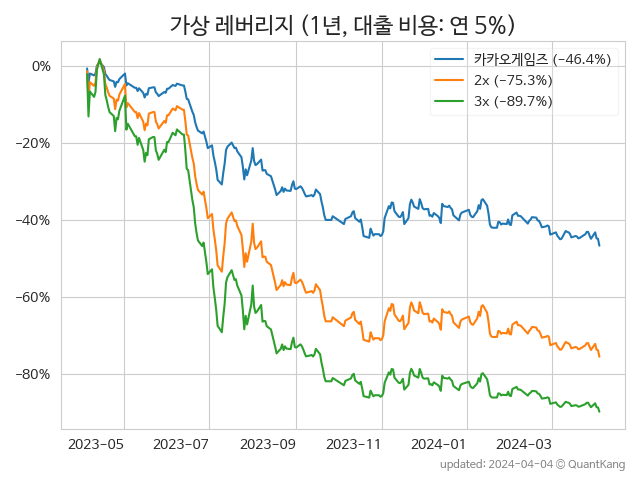 가상 레버리지 (1년, 대출 비용: 연 5%)
카카오게임즈 (−46.4%)
2x (−75.3%)
3x (−89.7%)
0%
−20%
−40%
−60%
−80%
2023−05 2023−07 2023−09 2023−11 2024−01 2024−03
updated: 2024−04−04 © QuantKang